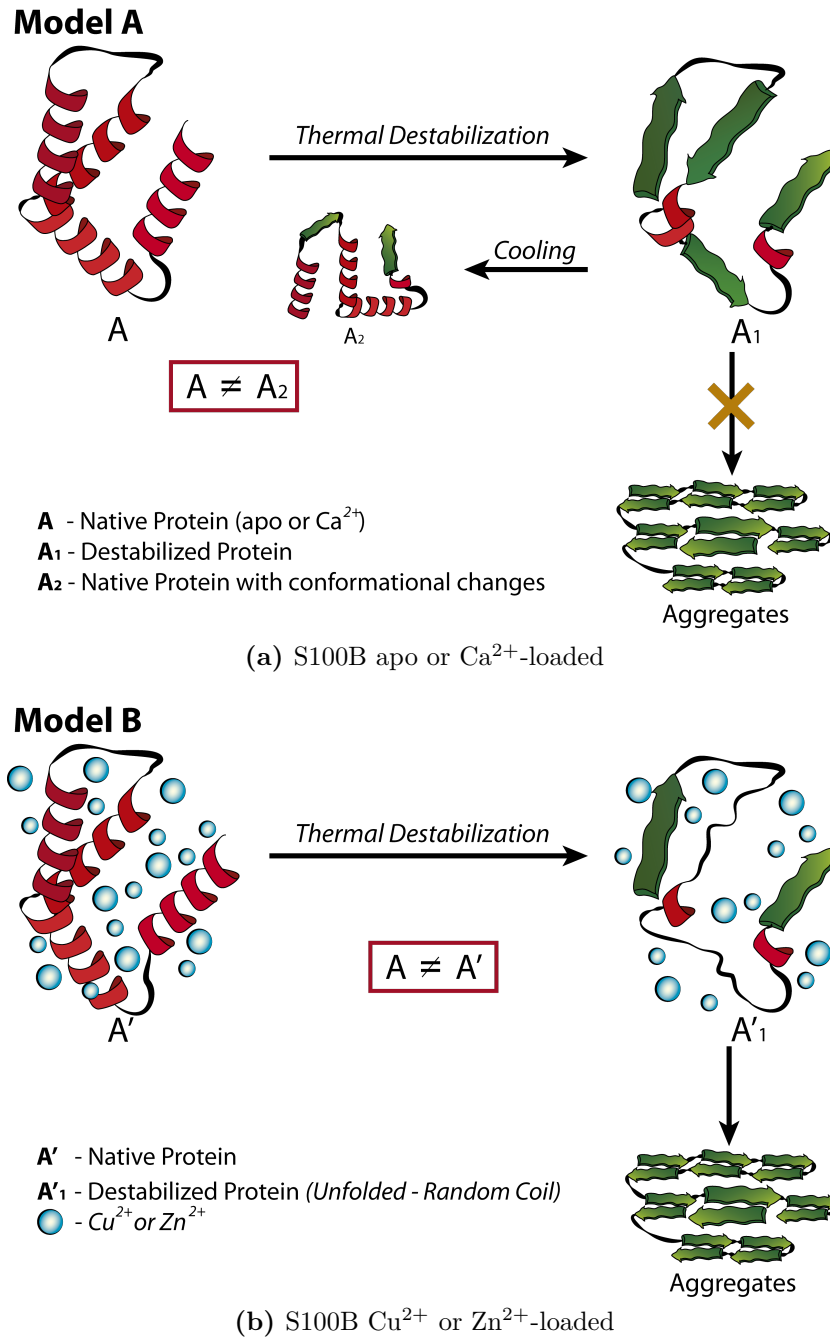 Model A
Thermal Destabilization
Cooling
A
A₂
A₁
A ≠ A₂
A - Native Protein (apo or Ca²⁺)
A₁ - Destabilized Protein
A₂ - Native Protein with conformational changes
Aggregates
(a) S100B apo or Ca²⁺-loaded
Model B
Thermal Destabilization
A ≠ A'
A'
A'₁
A' - Native Protein
A'₁ - Destabilized Protein (Unfolded - Random Coil)
- Cu²⁺ or Zn²⁺
Aggregates
(b) S100B Cu²⁺ or Zn²⁺-loaded